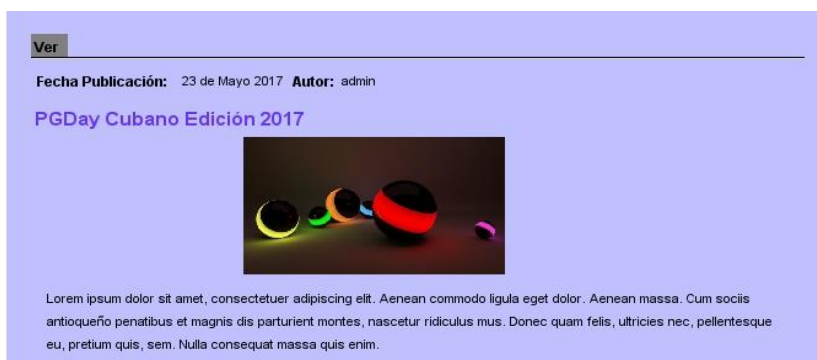 Ver
Fecha Publicación: 23 de Mayo 2017 Autor: admin
PGDay Cubano Edición 2017
Lorem ipsum dolor sit amet, consectetuer adipiscing elit. Aenean commodo ligula eget dolor. Aenean massa. Cum sociis
antioqueño penatibus et magnis dis parturient montes, nascetur ridiculus mus. Donec quam felis, ultricies nec, pellentesque
eu, pretium quis, sem. Nulla consequat massa quis enim.